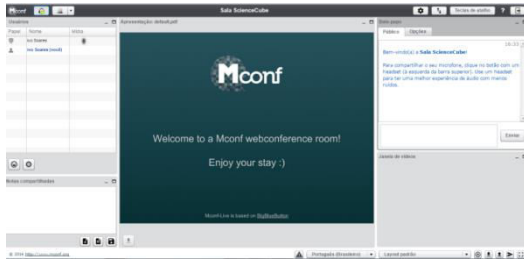 Mconf
Sala ScienceCube
Teclas de atalho
Usuários
Apresentação: default.pdf
Bate-papo
Papel
Nome
Mídia
Público
Opções
Bem-vindo(a) a Sala ScienceCube!
Para compartilhar o seu microfone, clique no botão com um
headset (à esquerda da barra superior). Use um headset
para ter uma melhor experiência de áudio com menos
ruídos.
Mconf
Welcome to a Mconf webconference room!
Enjoy your stay :)
Enviar
Janela de vídeos
Notas compartilhadas
Mconf-Live is based on BigBlueButton
Português (Brasileiro)
Layout padrão